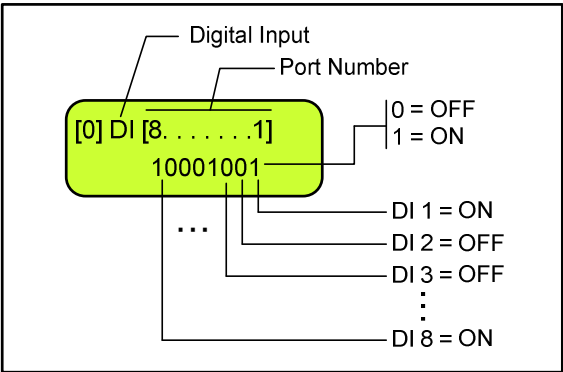 Digital Input
Port Number
[0] DI [8. . . . . . .1]
10001001
0 = OFF
1 = ON
...
DI 1 = ON
DI 2 = OFF
DI 3 = OFF
DI 8 = ON